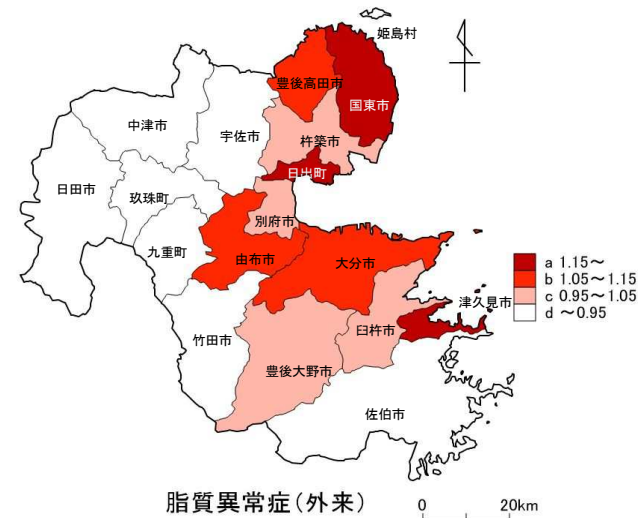 姫島村
豊後高田市
国東市
中津市
宇佐市
杵築市
日出町
日田市
玖珠町
別府市
九重町
由布市
大分市
a 1.15～
b 1.05～1.15
c 0.95～1.05
d ～0.95
津久見市
臼杵市
竹田市
豊後大野市
佐伯市
脂質異常症(外来)
0 20km